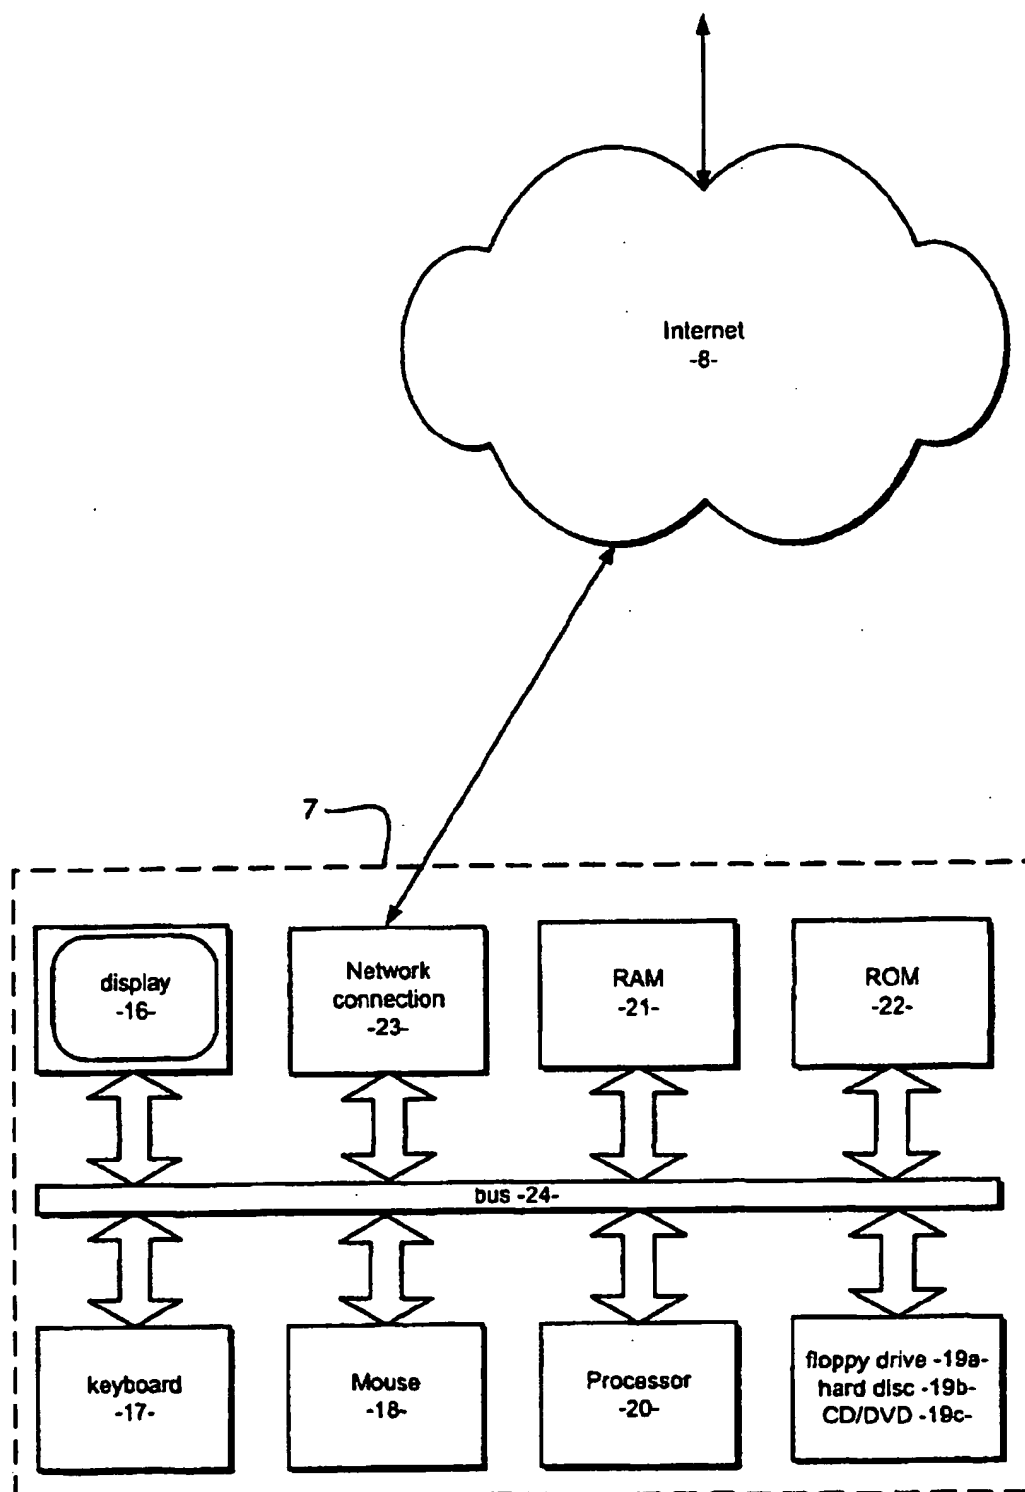 Internet
-8-
7
display
-16-
Network
connection
-23-
RAM
-21-
ROM
-22-
bus -24-
keyboard
-17-
Mouse
-18-
Processor
-20-
floppy drive -19a-
hard disc -19b-
CD/DVD -19c-